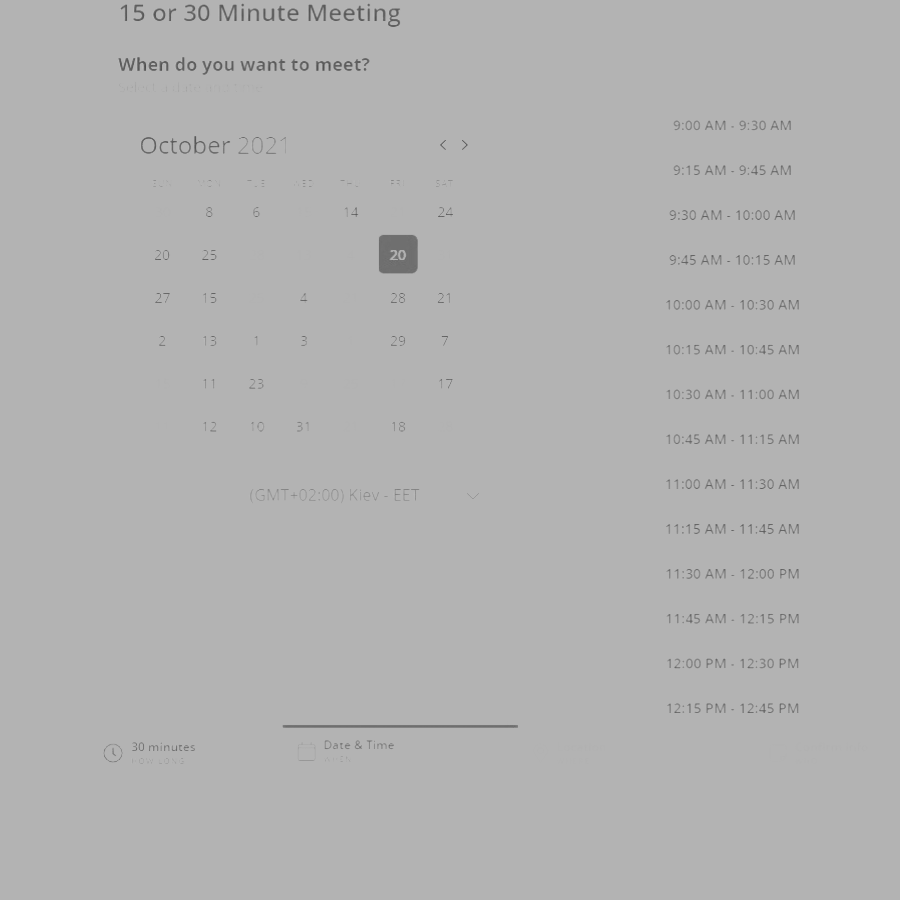 15 or 30 Minute Meeting
When do you want to meet?
October 2021
SUN MON TUE WED THU FRI SAT
8 6 14 24
20 25 20
27 15 4 28 21
2 13 1 3 29 7
11 23 17
12 10 31 18
(GMT+02:00) Kiev - EET
9:00 AM - 9:30 AM
9:15 AM - 9:45 AM
9:30 AM - 10:00 AM
9:45 AM - 10:15 AM
10:00 AM - 10:30 AM
10:15 AM - 10:45 AM
10:30 AM - 11:00 AM
10:45 AM - 11:15 AM
11:00 AM - 11:30 AM
11:15 AM - 11:45 AM
11:30 AM - 12:00 PM
11:45 AM - 12:15 PM
12:00 PM - 12:30 PM
12:15 PM - 12:45 PM
30 minutes
HOW LONG
Date & Time
WHEN